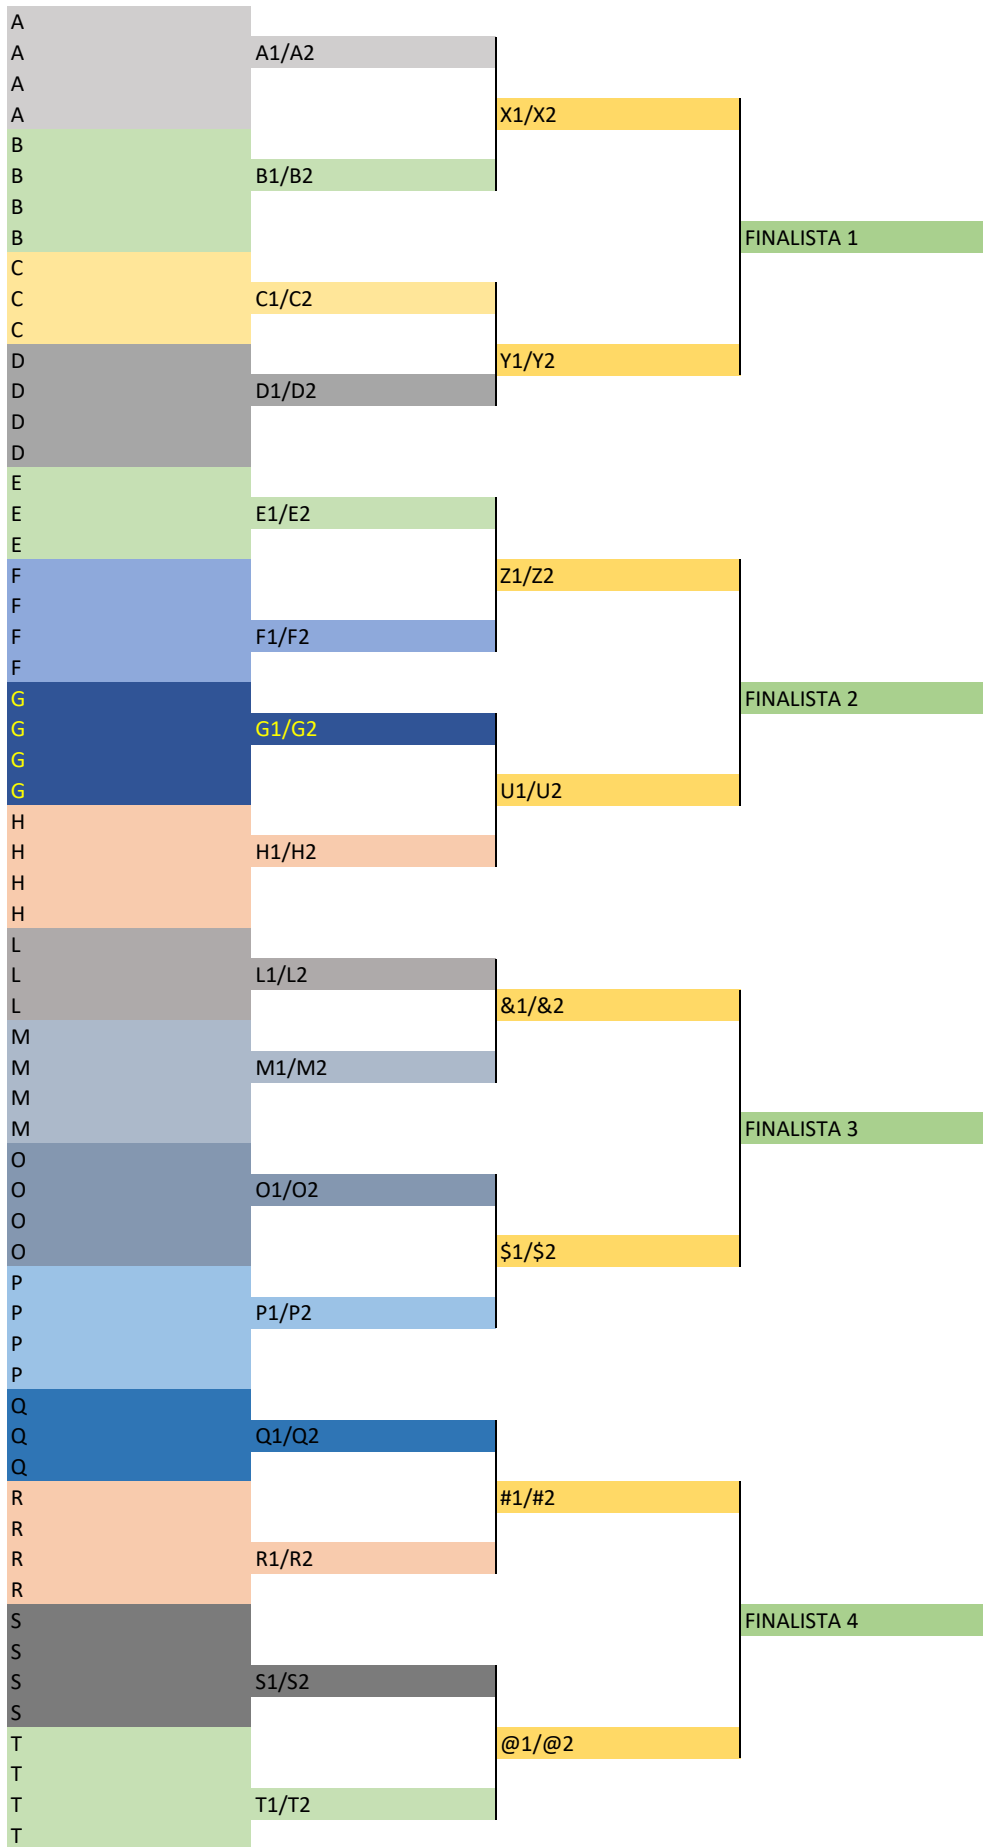 A
A A1/A2
A
A X1/X2
B
B B1/B2
B
B FINALISTA 1
C
C C1/C2
C
D Y1/Y2
D D1/D2
D
D
E
E E1/E2
E
F Z1/Z2
F
F F1/F2
F
G FINALISTA 2
G G1/G2
G
G U1/U2
H
H H1/H2
H
H
L
L L1/L2
L &1/&2
M
M M1/M2
M
M FINALISTA 3
O
O O1/O2
O
O $1/$2
P
P P1/P2
P
P
Q
Q Q1/Q2
Q
R #1/#2
R
R R1/R2
R
S FINALISTA 4
S
S S1/S2
S
T @1/@2
T
T T1/T2
T